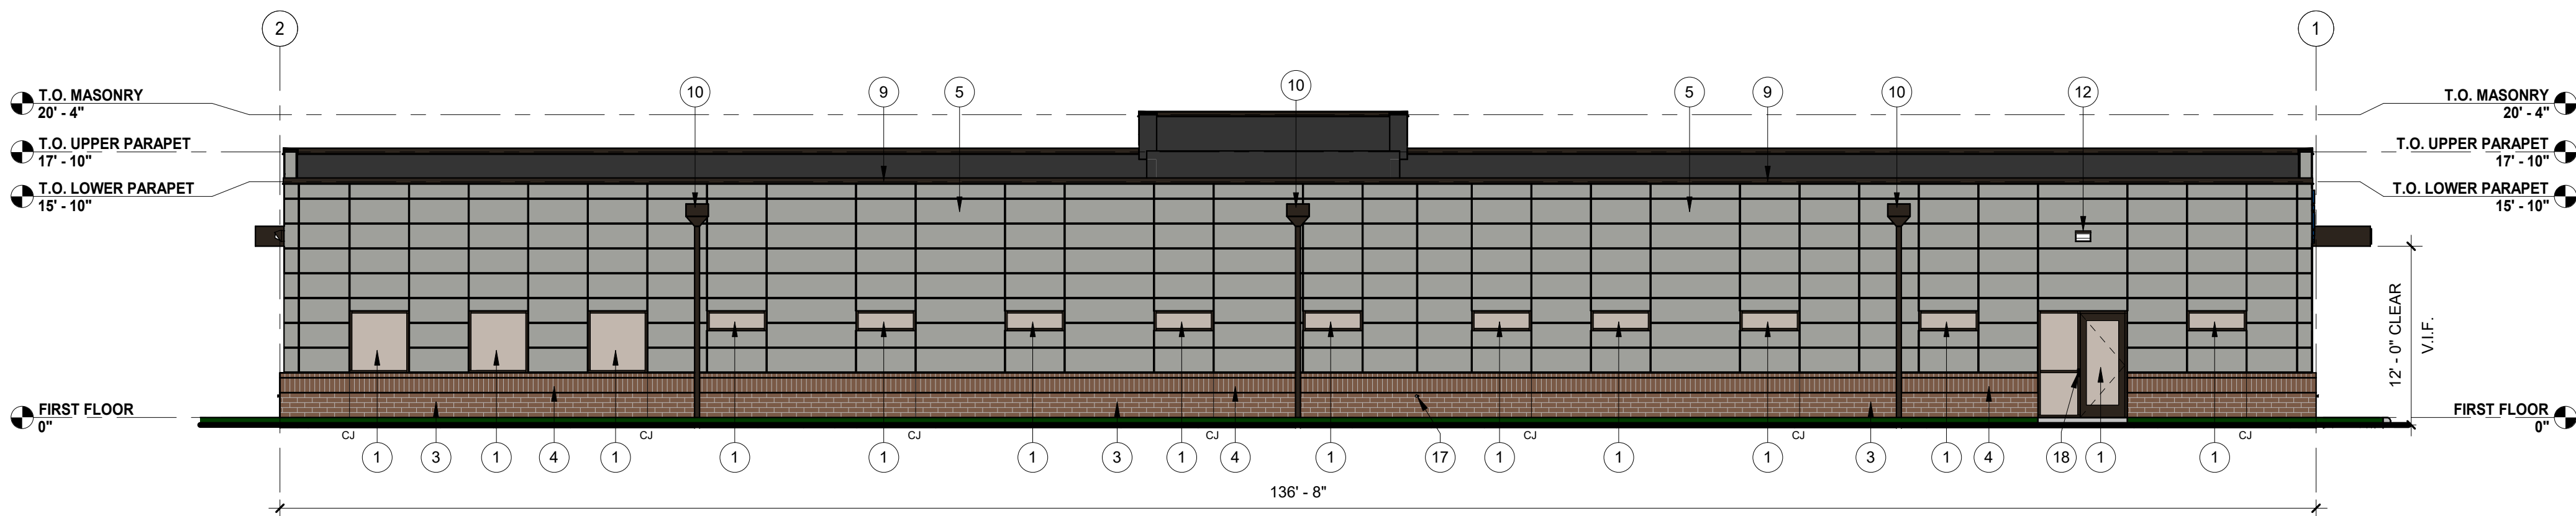 2
1
10
9
5
10
5
9
10
12
T.O. MASONRY
20' - 4"
T.O. UPPER PARAPET
17' - 10"
T.O. LOWER PARAPET
15' - 10"
FIRST FLOOR
0"
T.O. MASONRY
20' - 4"
T.O. UPPER PARAPET
17' - 10"
T.O. LOWER PARAPET
15' - 10"
12' - 0" CLEAR
V.I.F.
FIRST FLOOR
0"
CJ
CJ
CJ
CJ
CJ
CJ
CJ
1
3
1
4
1
1
1
1
3
1
4
1
17
1
1
1
3
1
4
18
1
1
136' - 8"